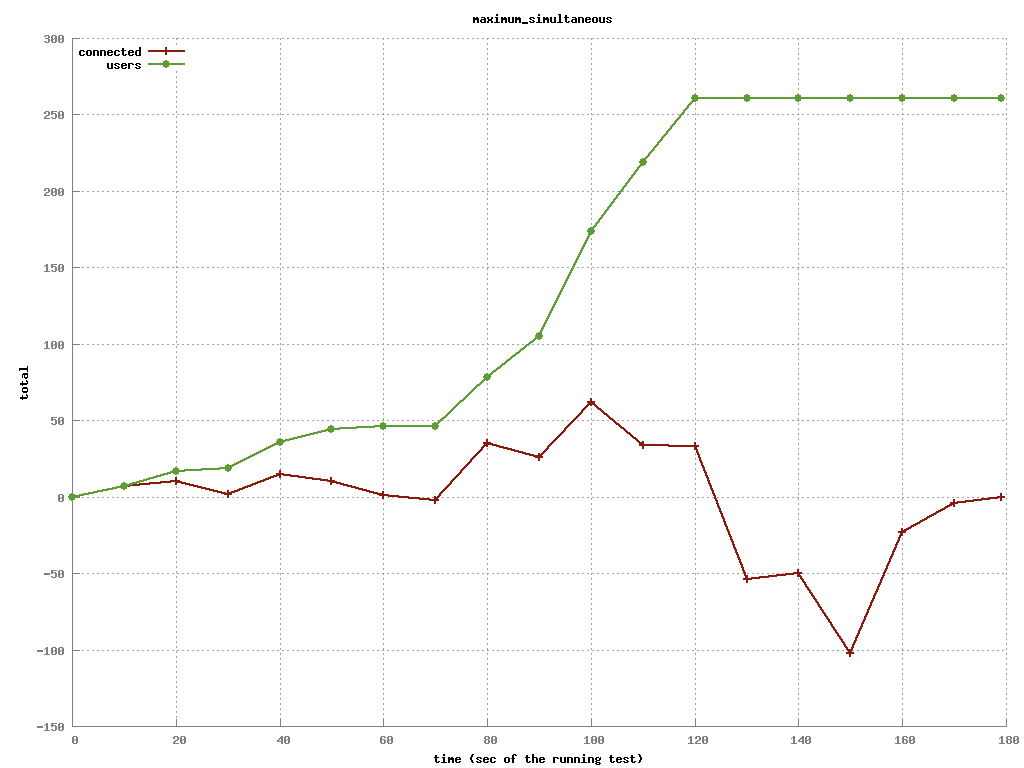 maximum_simultaneous
300
250
200
150
100
50
0
-50
-100
-150
connected
users
total
0 20 40 60 80 100 120 140 160 180
time (sec of the running test)